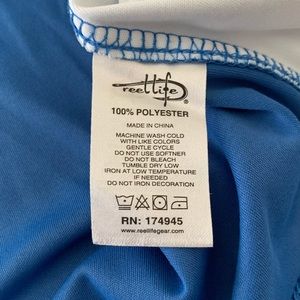 reel life
100% POLYESTER
MADE IN CHINA
MACHINE WASH COLD
WITH LIKE COLORS
GENTLE CYCLE
DO NOT USE SOFTNER
DO NOT BLEACH
TUMBLE DRY LOW
IRON AT LOW TEMPERATURE
IF NEEDED
DO NOT IRON DECORATION
RN: 174945
www.reellifegear.com